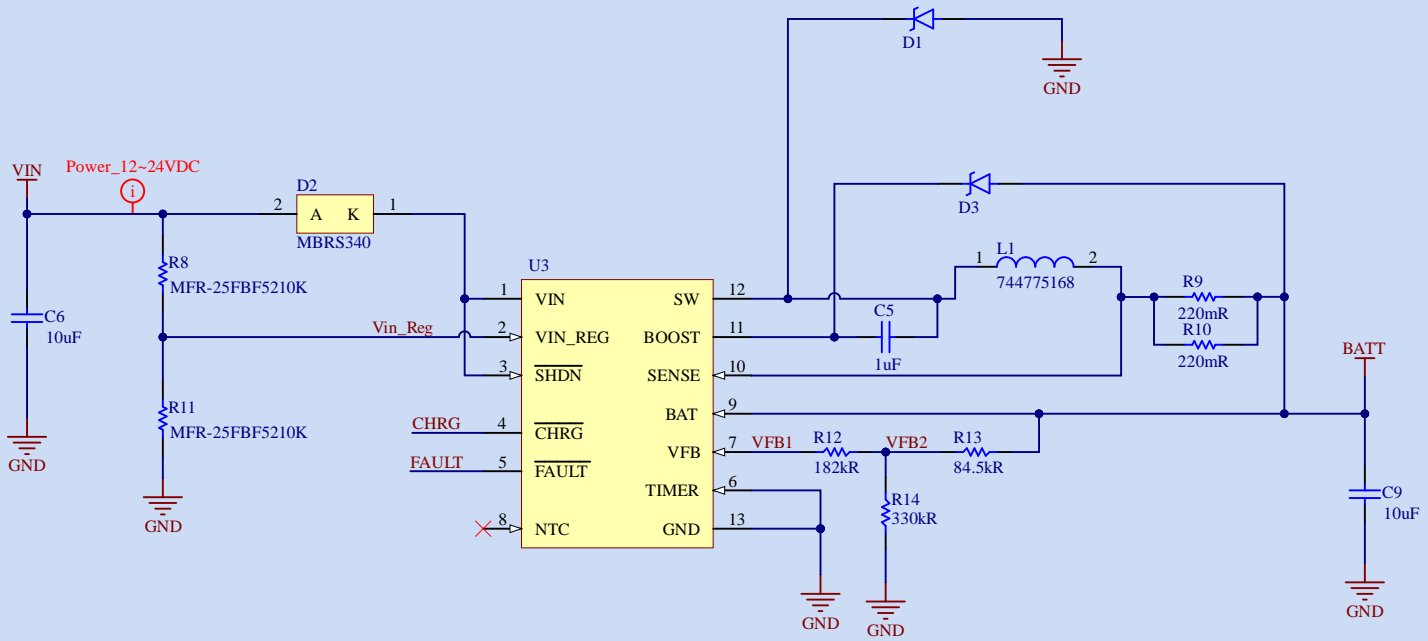 D1
GND
VIN
Power_12~24VDC
i
D2
2
A
K
1
MBRS340
D3
R8
MFR-25FBF5210K
C6
10uF
Vin_Reg
R11
MFR-25FBF5210K
GND
GND
U3
1
VIN
SW
12
2
VIN_REG
BOOST
11
3
SHDN
SENSE
10
BAT
9
CHRG
4
CHRG
VFB
7
FAULT
5
FAULT
TIMER
6
8
NTC
GND
13
L1
1
2
744775168
C5
1uF
R9
220mR
R10
220mR
BATT
VFB1
R12
182kR
VFB2
R13
84.5kR
R14
330kR
C9
10uF
GND
GND
GND